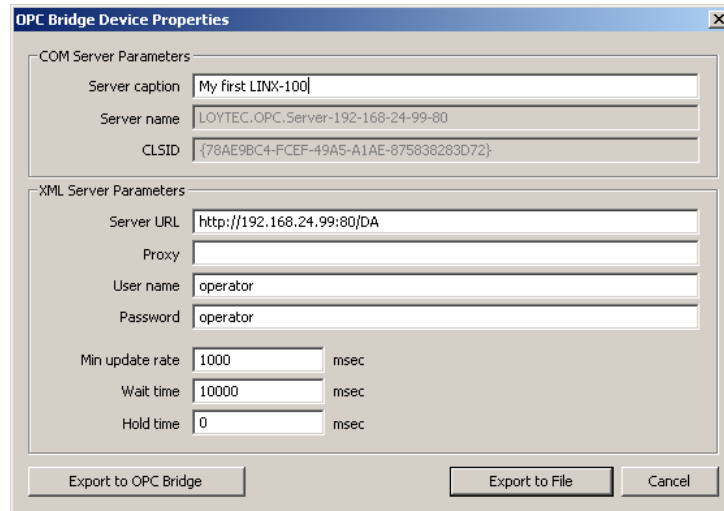 OPC Bridge Device Properties
COM Server Parameters
Server caption My first LINX-100
Server name LOYTEC.OPC.Server-192-168-24-99-80
CLSID {78AE9BC4-FCEF-49A5-A1AE-875838283D72}
XML Server Parameters
Server URL http://192.168.24.99:80/DA
Proxy
User name operator
Password operator
Min update rate 1000 msec
Wait time 10000 msec
Hold time 0 msec
Export to OPC Bridge Export to File Cancel